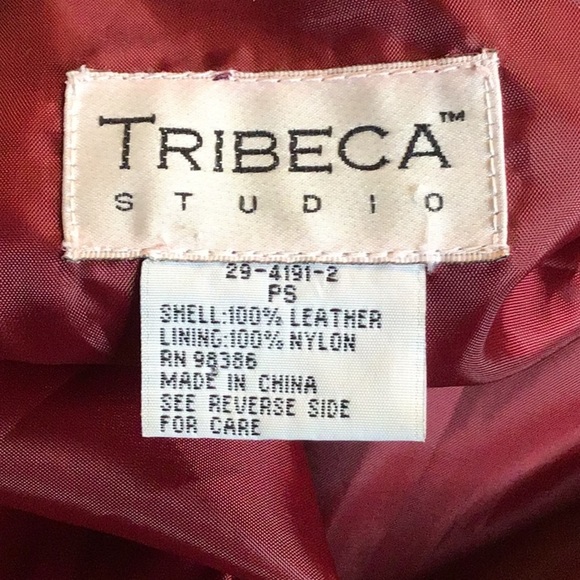 TRIBECA™
STUDIO
29-4191-2
PS
SHELL:100% LEATHER
LINING:100% NYLON
RN 98386
MADE IN CHINA
SEE REVERSE SIDE
FOR CARE